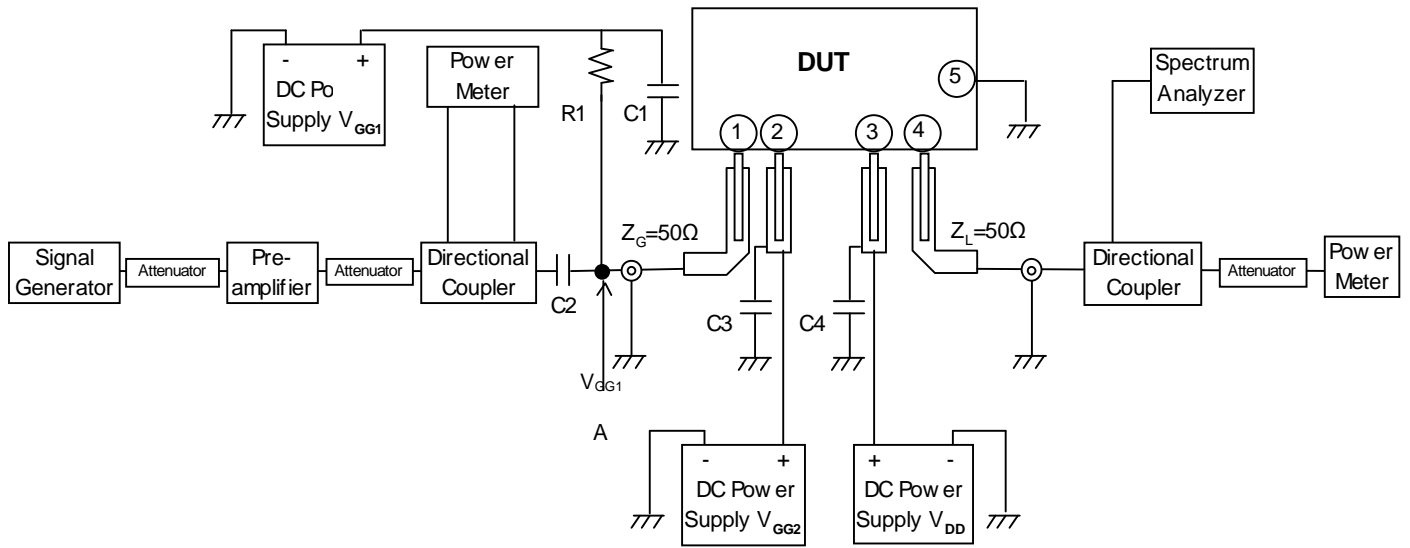 - +
DC Po
Supply VGG1
Power
Meter
R1
C1
DUT
5
1
2
3
4
Spectrum
Analyzer
ZG=50Ω
ZL=50Ω
Signal
Generator
Attenuator
Pre-
amplifier
Attenuator
Directional
Coupler
C2
C3
C4
Directional
Coupler
Attenuator
Power
Meter
VGG1
A
- +
DC Power
Supply VGG2
+ -
DC Power
Supply VDD